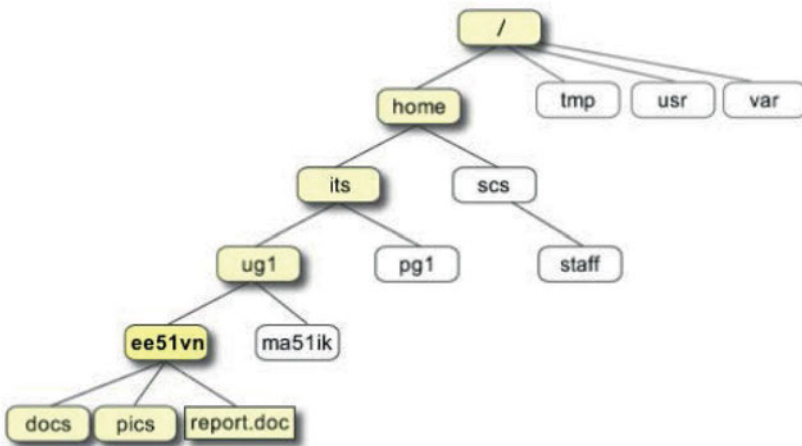 /
home
tmp
usr
var
its
scs
ug1
pg1
staff
ee51vn
ma51ik
docs
pics
report.doc